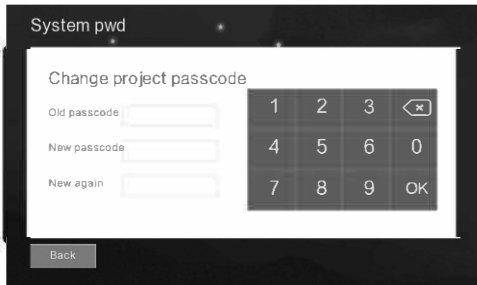 System pwd
Change project passcode
Old passcode
New passcode
New again
1 2 3
4 5 6 0
7 8 9 OK
Back